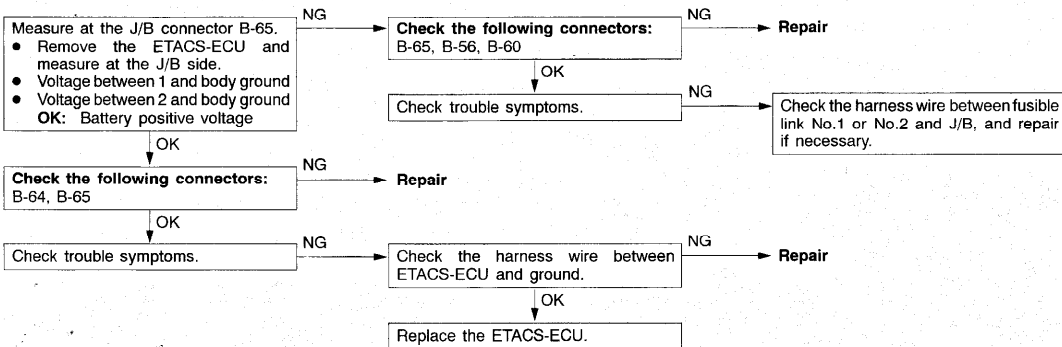 Measure at the J/B connector B-65.
● Remove the ETACS-ECU and
measure at the J/B side.
● Voltage between 1 and body ground
● Voltage between 2 and body ground
OK: Battery positive voltage
NG
Check the following connectors:
B-65, B-56, B-60
NG
Repair
OK
Check trouble symptoms.
NG
Check the harness wire between fusible
link No.1 or No.2 and J/B, and repair
if necessary.
OK
Check the following connectors:
B-64, B-65
NG
Repair
OK
Check trouble symptoms.
NG
Check the harness wire between
ETACS-ECU and ground.
NG
Repair
OK
Replace the ETACS-ECU.